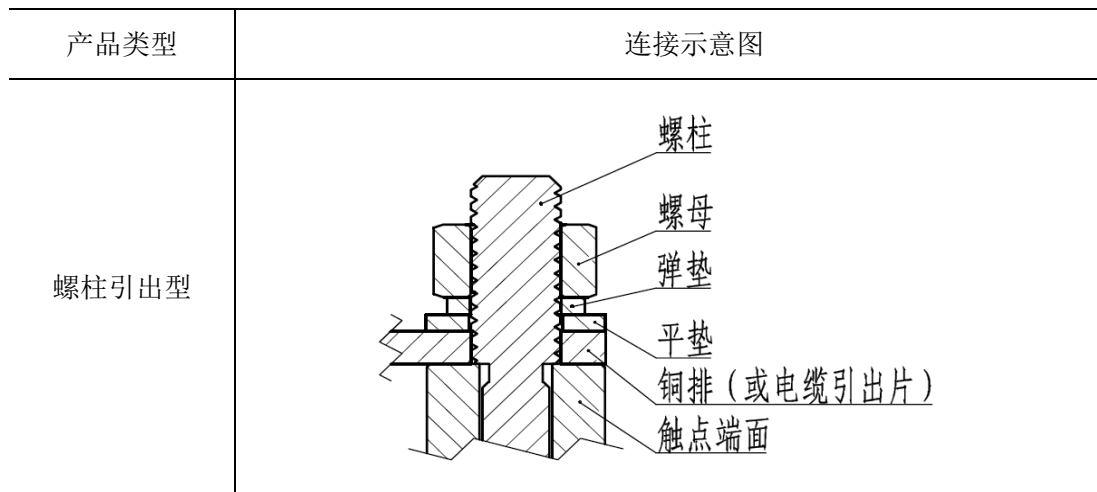 产品类型
连接示意图
螺柱引出型
螺柱
螺母
弹垫
平垫
铜排（或电缆引出片）
触点端面